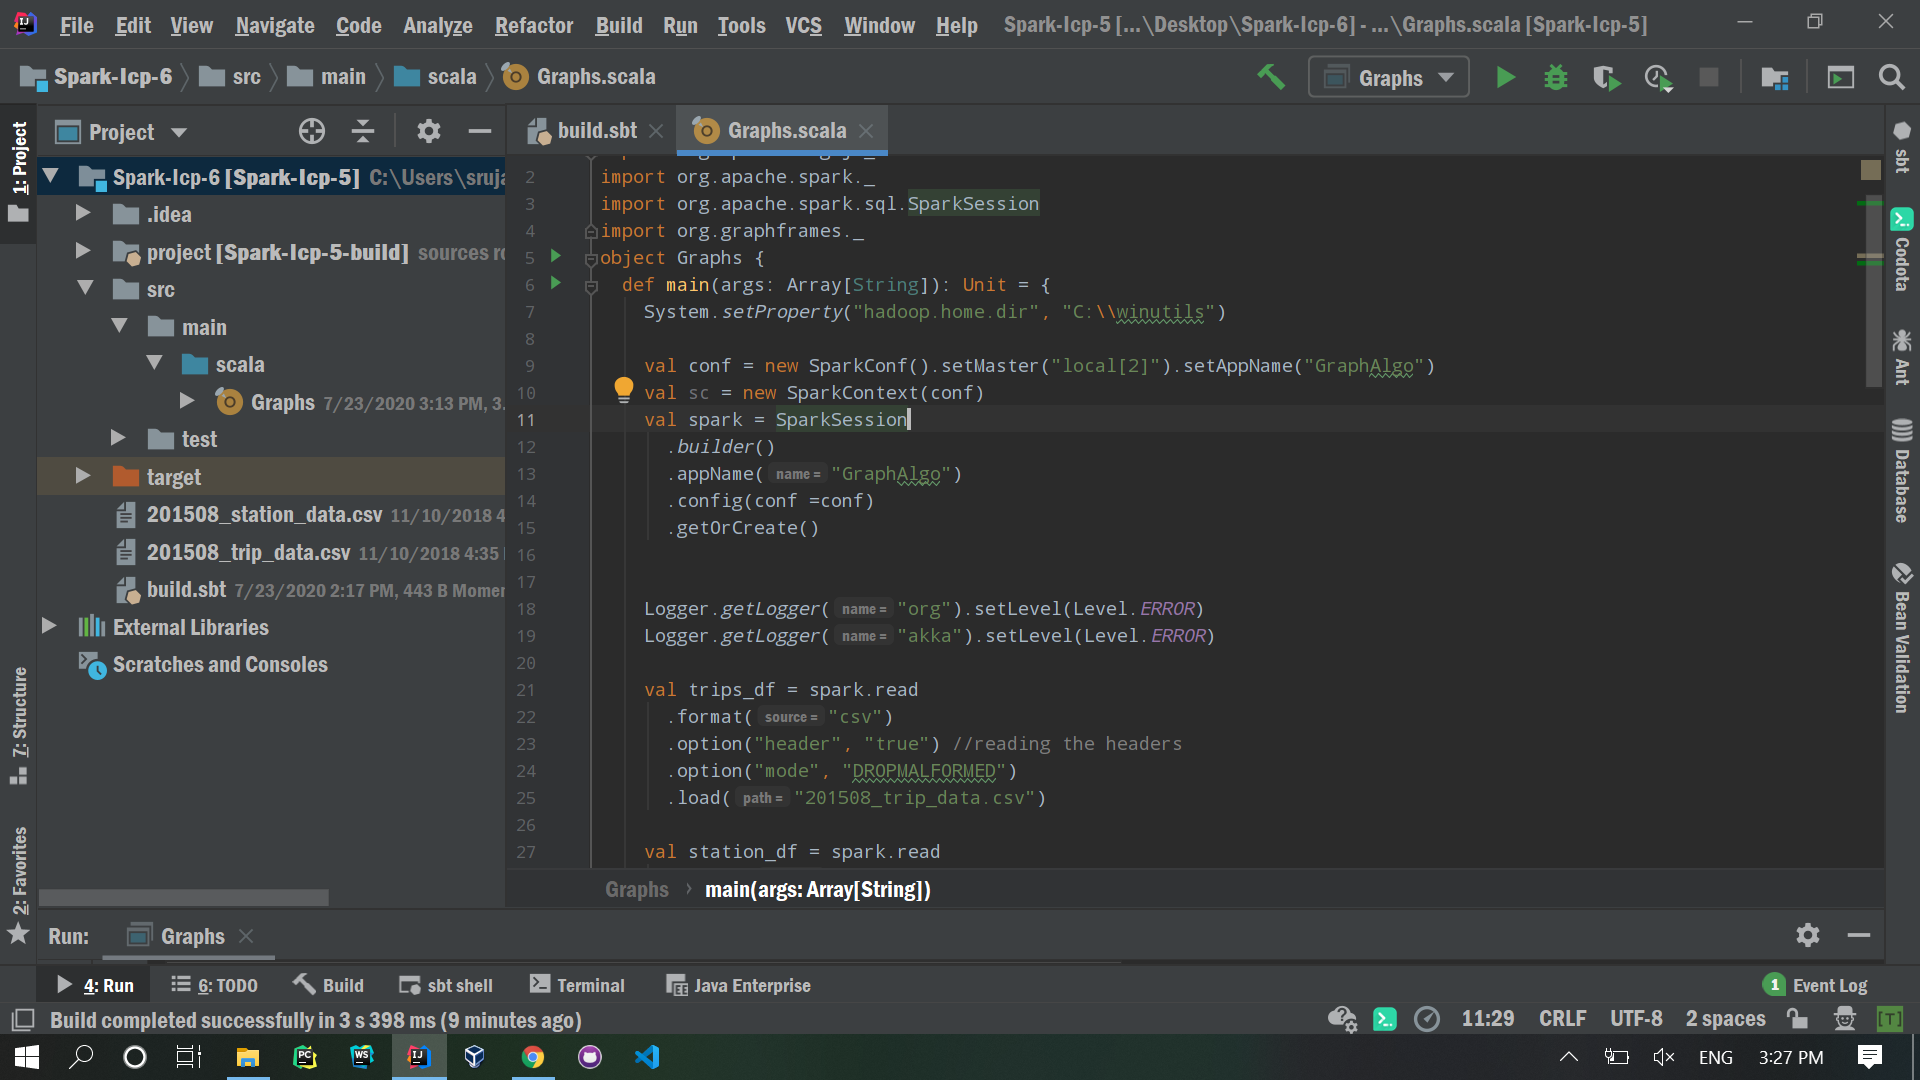 File Edit View Navigate Code Analyze Refactor Build Run Tools VCS Window Help Spark-Icp-5 [...\Desktop\Spark-Icp-6] - ...\Graphs.scala [Spark-Icp-5]
Spark-Icp-6 src main scala Graphs.scala
Graphs
Project
build.sbt
Graphs.scala
1: Project
7: Structure
2: Favorites
Spark-Icp-6 [Spark-Icp-5] C:\Users\sruja
.idea
project [Spark-Icp-5-build] sources ro
src
main
scala
Graphs 7/23/2020 3:13 PM, 3.
test
target
201508_station_data.csv 11/10/2018 4
201508_trip_data.csv 11/10/2018 4:35
build.sbt 7/23/2020 2:17 PM, 443 B Momen
External Libraries
Scratches and Consoles
2 import org.apache.spark._
3 import org.apache.spark.sql.SparkSession
4 import org.graphframes._
5 object Graphs {
6 def main(args: Array[String]): Unit = {
7 System.setProperty("hadoop.home.dir", "C:\\winutils")
8
9 val conf = new SparkConf().setMaster("local[2]").setAppName("GraphAlgo")
10 val sc = new SparkContext(conf)
11 val spark = SparkSession
12 .builder()
13 .appName( name = "GraphAlgo")
14 .config(conf =conf)
15 .getOrCreate()
16
17
18 Logger.getLogger( name = "org").setLevel(Level.ERROR)
19 Logger.getLogger( name = "akka").setLevel(Level.ERROR)
20
21 val trips_df = spark.read
22 .format( source = "csv")
23 .option("header", "true") //reading the headers
24 .option("mode", "DROPMALFORMED")
25 .load( path = "201508_trip_data.csv")
26
27 val station_df = spark.read
Graphs › main(args: Array[String])
sbt
Codota
Ant
Database
Bean Validation
Run: Graphs
4: Run 6: TODO Build sbt shell Terminal Java Enterprise 1 Event Log
Build completed successfully in 3 s 398 ms (9 minutes ago) 11:29 CRLF UTF-8 2 spaces [T]
PC WS IJ ENG 3:27 PM